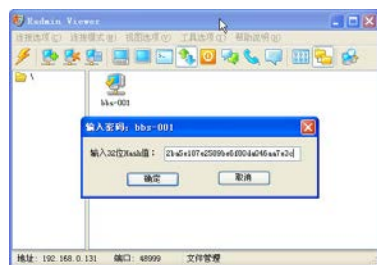 Radmin Viewer
连接选项(C) 连接模式(M) 视图选项(V) 工具选项(T) 帮助说明(H)
\
bbs-001
输入密码: bbs-001
输入32位Hash值:
确定 取消
地址: 192.168.0.131 端口: 48999 文件管理